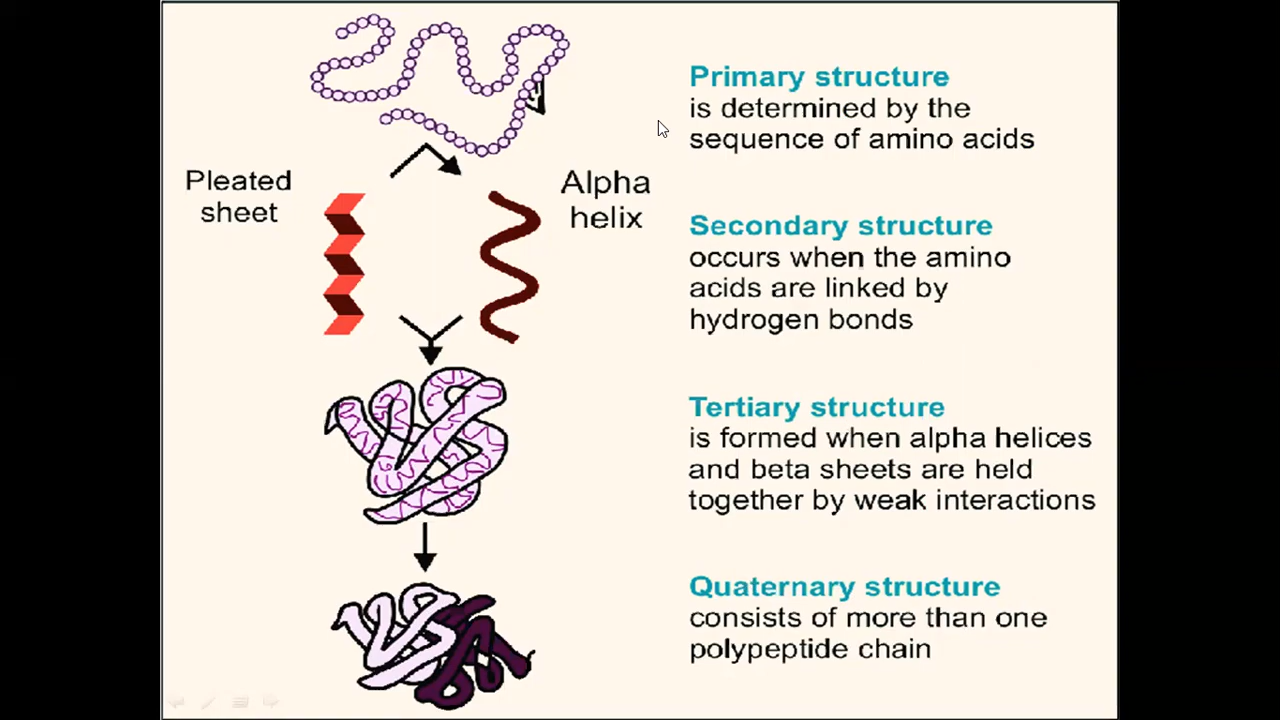 Primary structure
is determined by the
sequence of amino acids
Pleated
sheet
Alpha
helix
Secondary structure
occurs when the amino
acids are linked by
hydrogen bonds
Tertiary structure
is formed when alpha helices
and beta sheets are held
together by weak interactions
Quaternary structure
consists of more than one
polypeptide chain